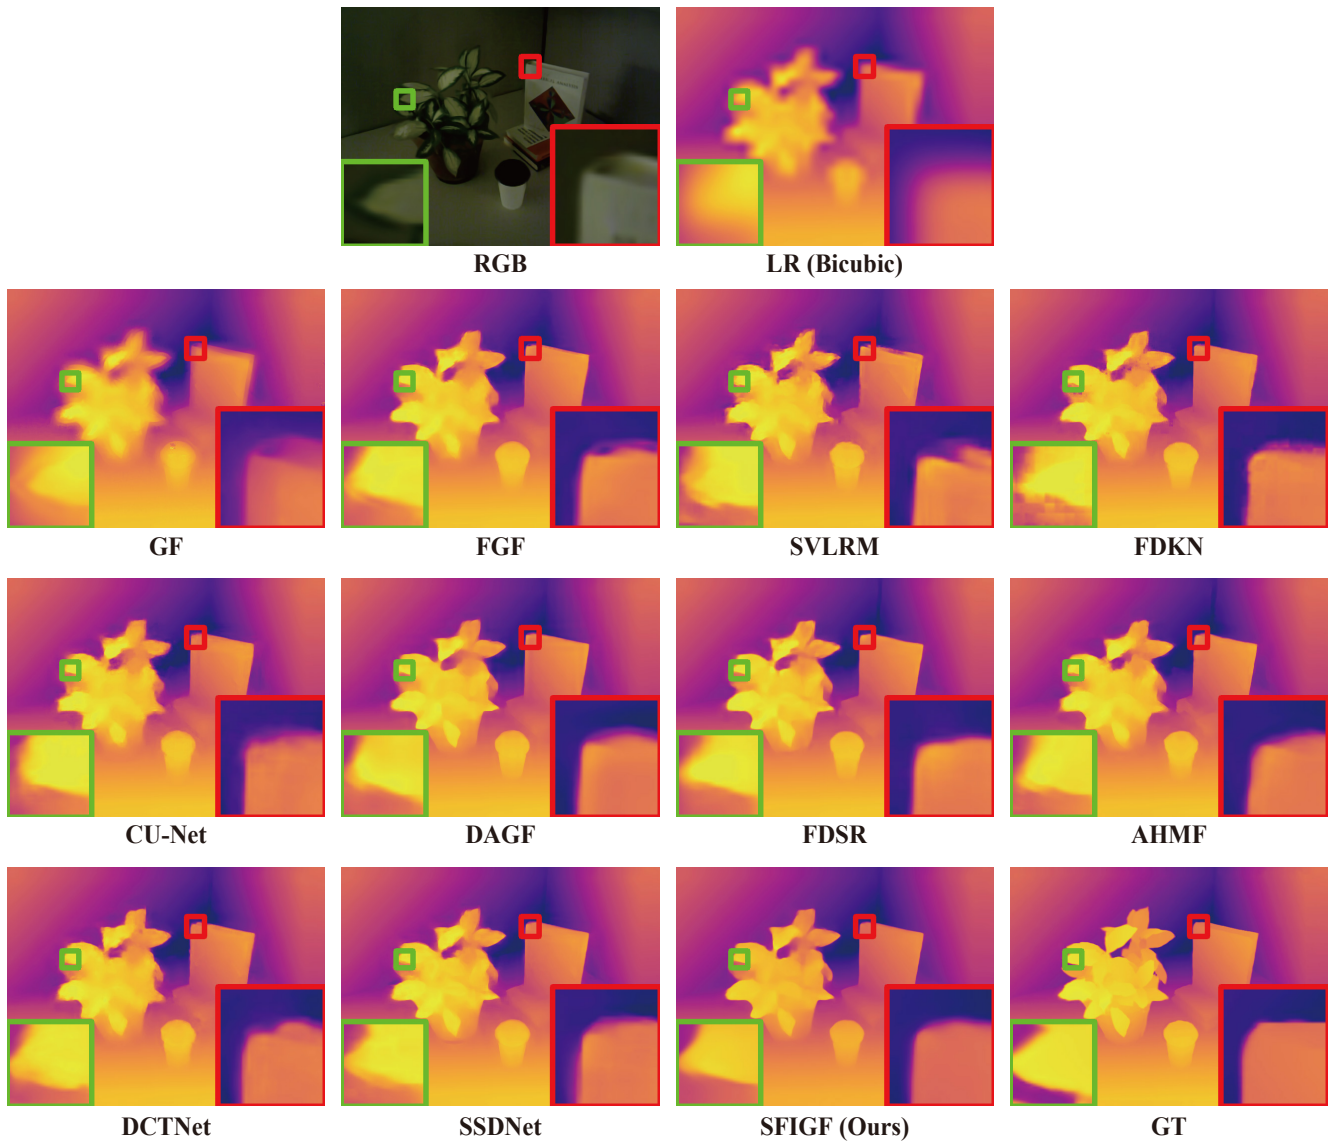 RGB
LR (Bicubic)
GF
FGF
SVLRM
FDKN
CU-Net
DAGF
FDSR
AHMF
DCTNet
SSDNet
SFIGF (Ours)
GT